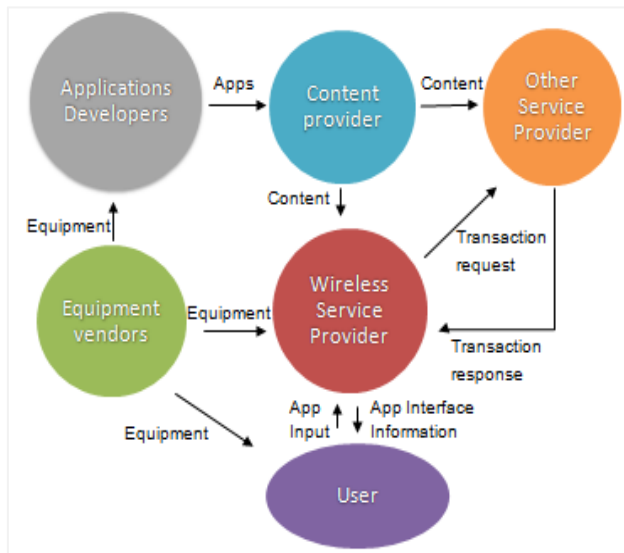 Applications
Developers
Apps
Content
provider
Content
Other
Service
Provider
Equipment
Content
Transaction
request
Equipment
vendors
Equipment
Wireless
Service
Provider
Transaction
response
Equipment
App
Input
App Interface
Information
User